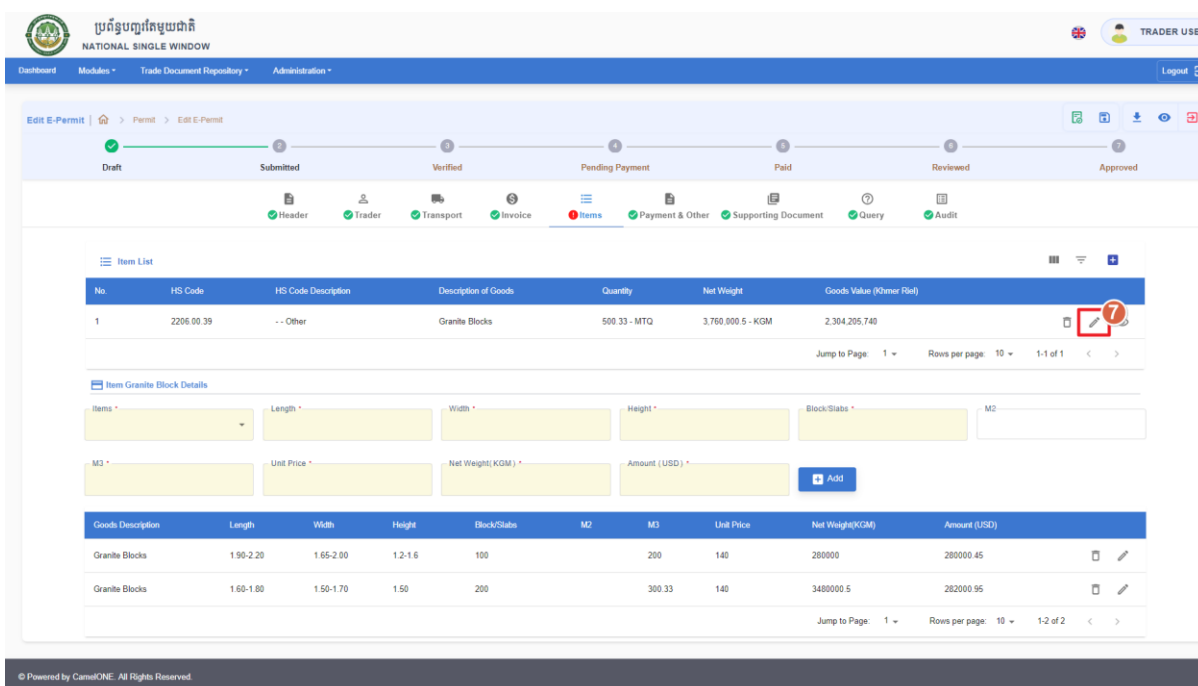 ប្រព័ន្ធបញ្ជរតែមួយជាតិ
NATIONAL SINGLE WINDOW
TRADER USE
Dashboard Modules Trade Document Repository Administration Logout
Edit E-Permit | > Permit > Edit E-Permit
2 3 4 5 6 7
Draft Submitted Verified Pending Payment Paid Reviewed Approved
Header Trader Transport Invoice Items Payment & Other Supporting Document Query Audit
Item List
No. HS Code HS Code Description Description of Goods Quantity Net Weight Goods Value (Khmer Riel)
1 2206.00.39 - - Other Granite Blocks 500.33 - MTQ 3,760,000.5 - KGM 2,304,205,740
7
Jump to Page: 1 Rows per page: 10 1-1 of 1 < >
Item Granite Block Details
Items * Length * Width * Height * Block/Slabs * M2
M3 * Unit Price * Net Weight(KGM) * Amount (USD) *
Add
Goods Description Length Width Height Block/Slabs M2 M3 Unit Price Net Weight(KGM) Amount (USD)
Granite Blocks 1.90-2.20 1.65-2.00 1.2-1.6 100 200 140 280000 280000.45
Granite Blocks 1.60-1.80 1.50-1.70 1.50 200 300.33 140 3480000.5 282000.95
Jump to Page: 1 Rows per page: 10 1-2 of 2 < >
© Powered by CamelONE. All Rights Reserved.